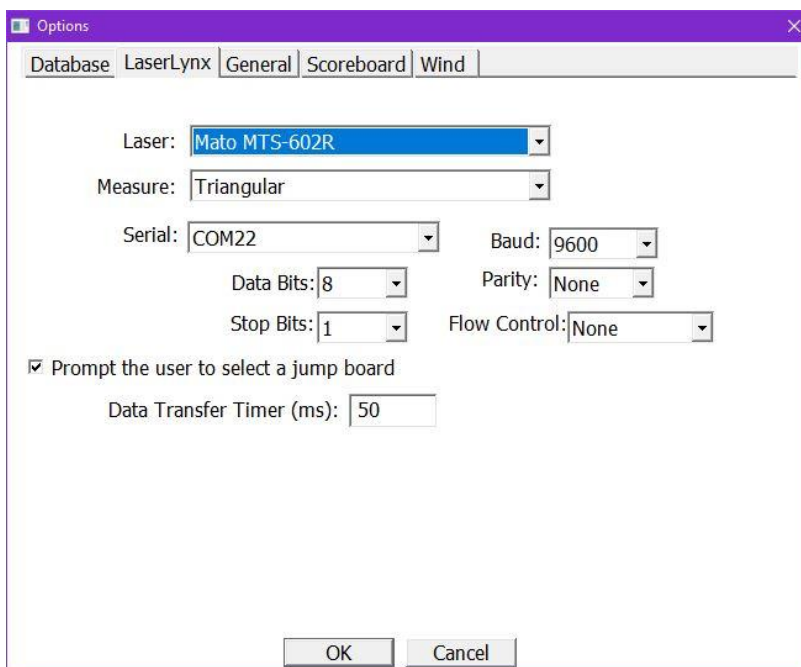 Options
Database LaserLynx General Scoreboard Wind
Laser: Mato MTS-602R
Measure: Triangular
Serial: COM22 Baud: 9600
Data Bits: 8 Parity: None
Stop Bits: 1 Flow Control: None
Prompt the user to select a jump board
Data Transfer Timer (ms): 50
OK Cancel